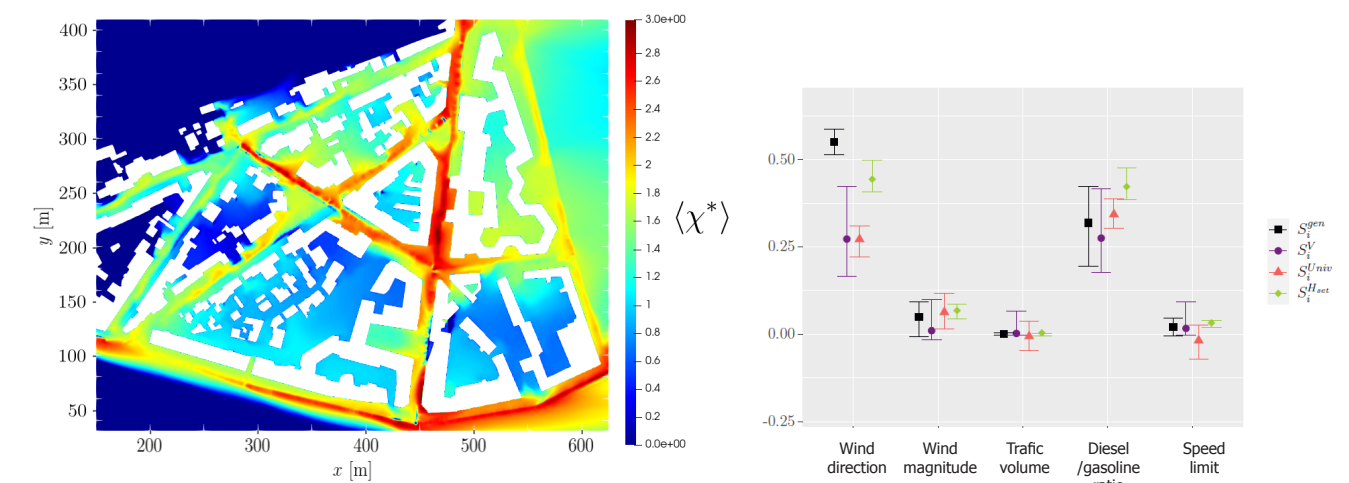 400
350
300
250
200
150
100
50
y [m]
200 300 400 500 600
x [m]
3.0e+00
2.8
2.6
2.4
2.2
2
1.8
1.6
1.4
1.2
1
0.8
0.6
0.4
0.2
0.0e+00
⟨χ*⟩
0.50
0.25
0.00
-0.25
Wind direction
Wind magnitude
Trafic volume
Diesel /gasoline ratio
Speed limit
S_i^{gen}
S_i^{V}
S_i^{Univ}
S_i^{H_{set}}